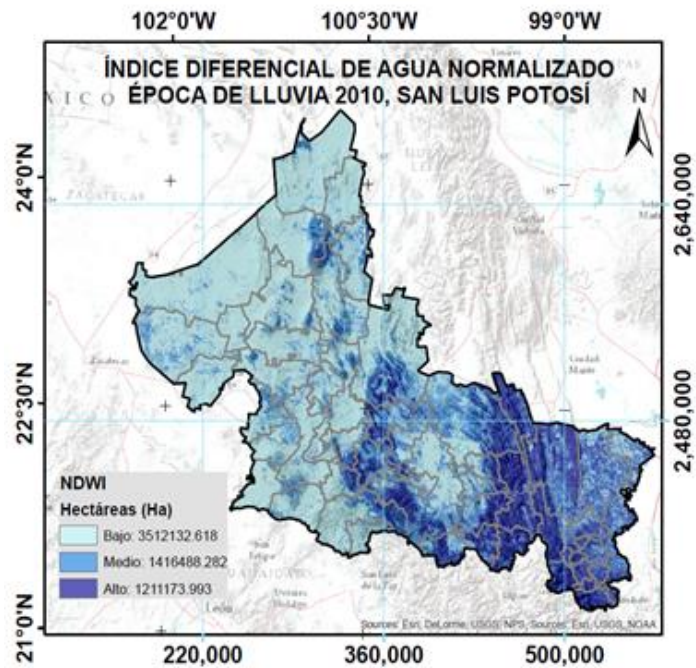 102°0'W 100°30'W 99°0'W
ÍNDICE DIFERENCIAL DE AGUA NORMALIZADO
ÉPOCA DE LLUVIA 2010, SAN LUIS POTOSÍ
N
24°0'N
2,640,000
22°30'N
2,480,000
21°0'N
NDWI
Hectáreas (Ha)
Bajo: 3512132.618
Medio: 1416488.282
Alto: 1211173.993
León
Sources: Esri, DeLorme, USGS, NPS, Sources: Esri, USGS, NOAA
220,000 360,000 500,000